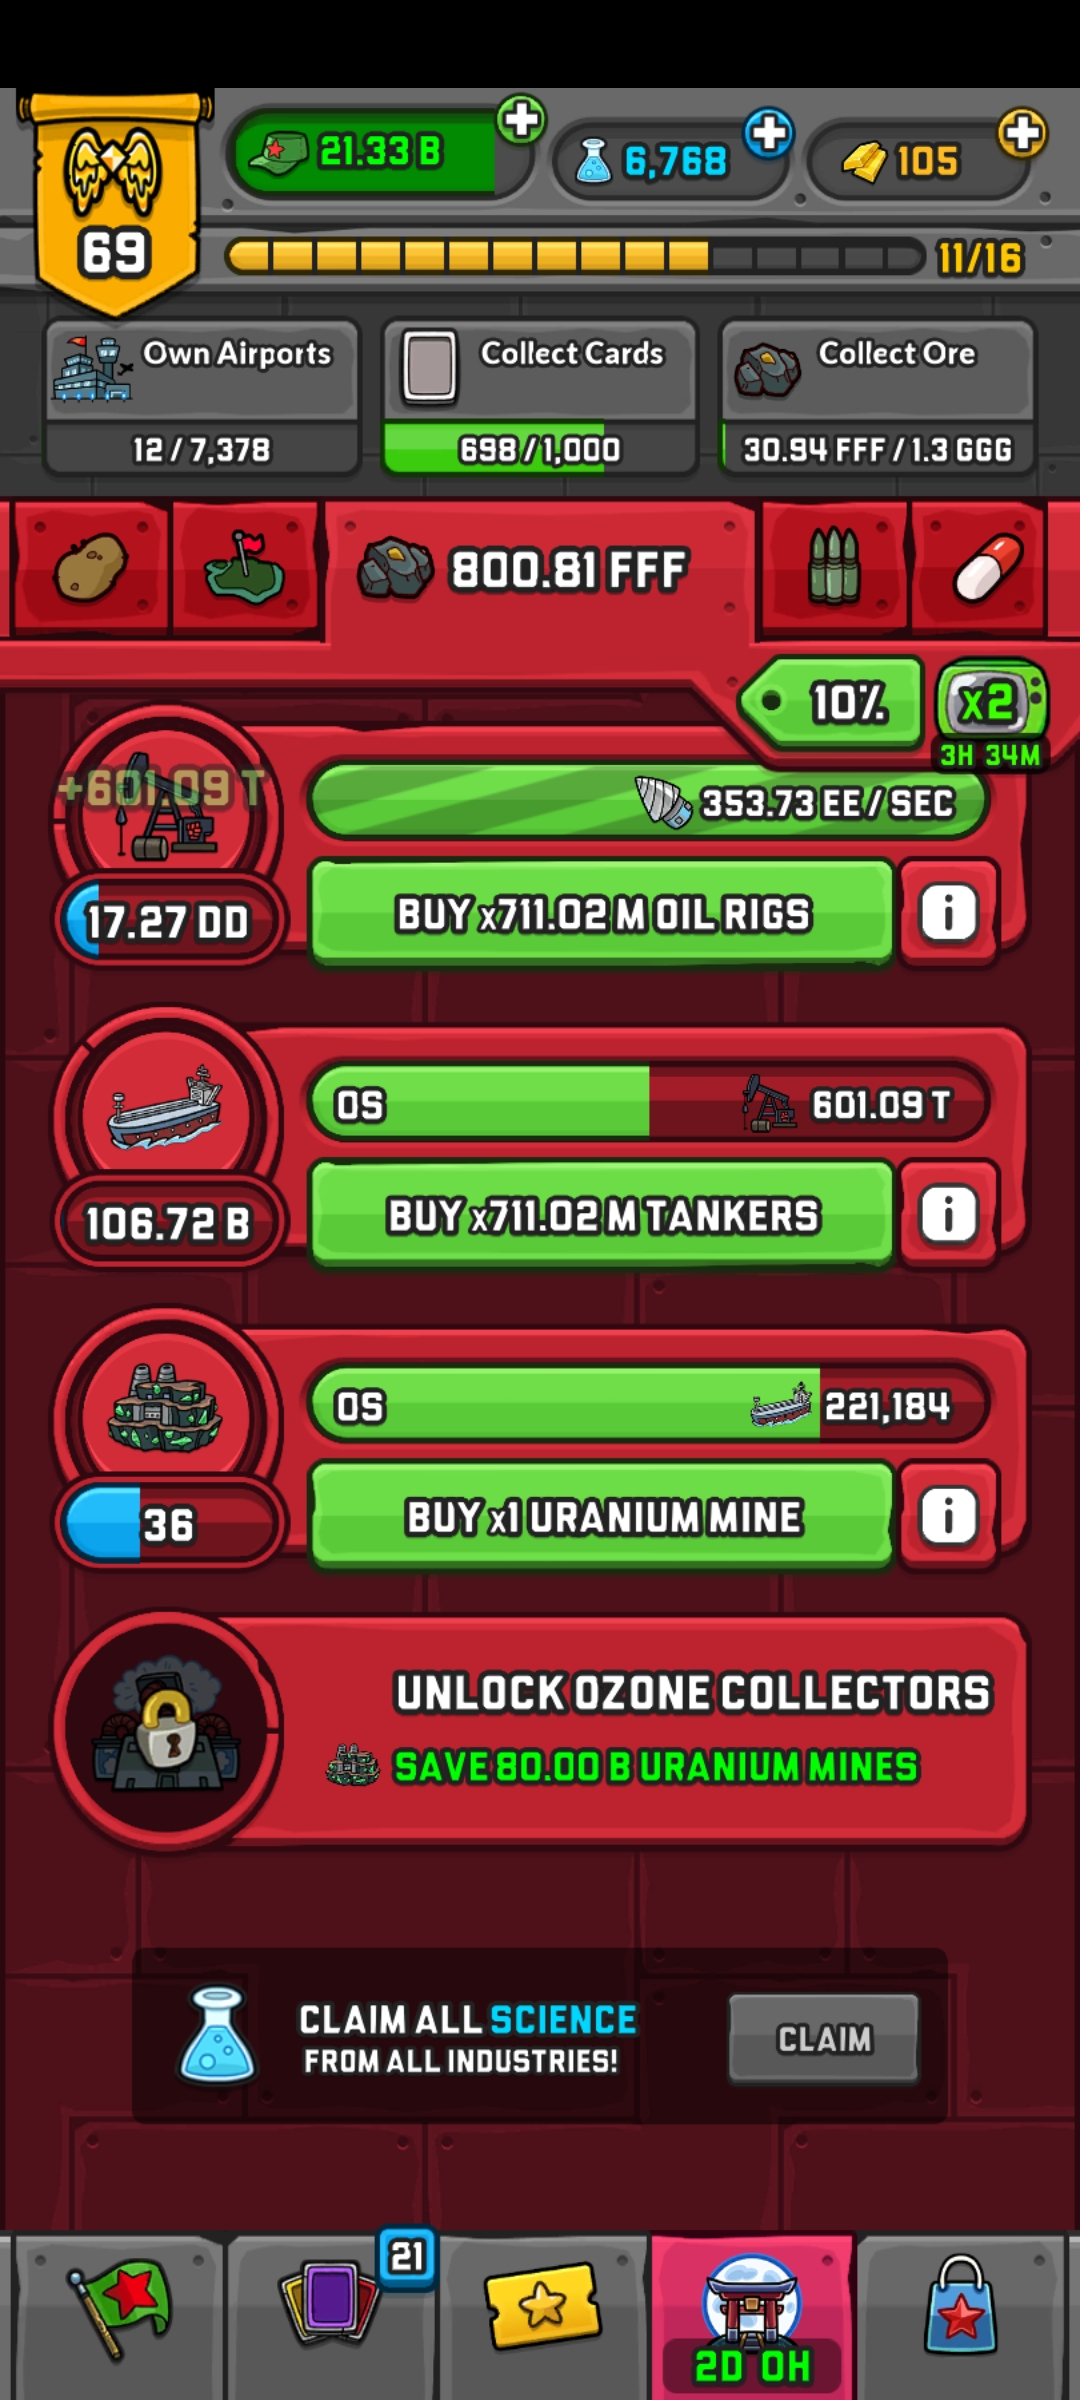 69
21.33 B
6,768
105
11/16
Own Airports
12 / 7,378
Collect Cards
698 / 1,000
Collect Ore
30.94 FFF / 1.3 GGG
800.81 FFF
10%
x2
3H 34M
+601.09 T
353.73 EE / SEC
17.27 DD
BUY x711.02 M OIL RIGS
i
0S
601.09 T
106.72 B
BUY x711.02 M TANKERS
i
0S
221,184
36
BUY x1 URANIUM MINE
i
UNLOCK OZONE COLLECTORS
SAVE 80.00 B URANIUM MINES
CLAIM ALL SCIENCE
FROM ALL INDUSTRIES!
CLAIM
21
2D 0H